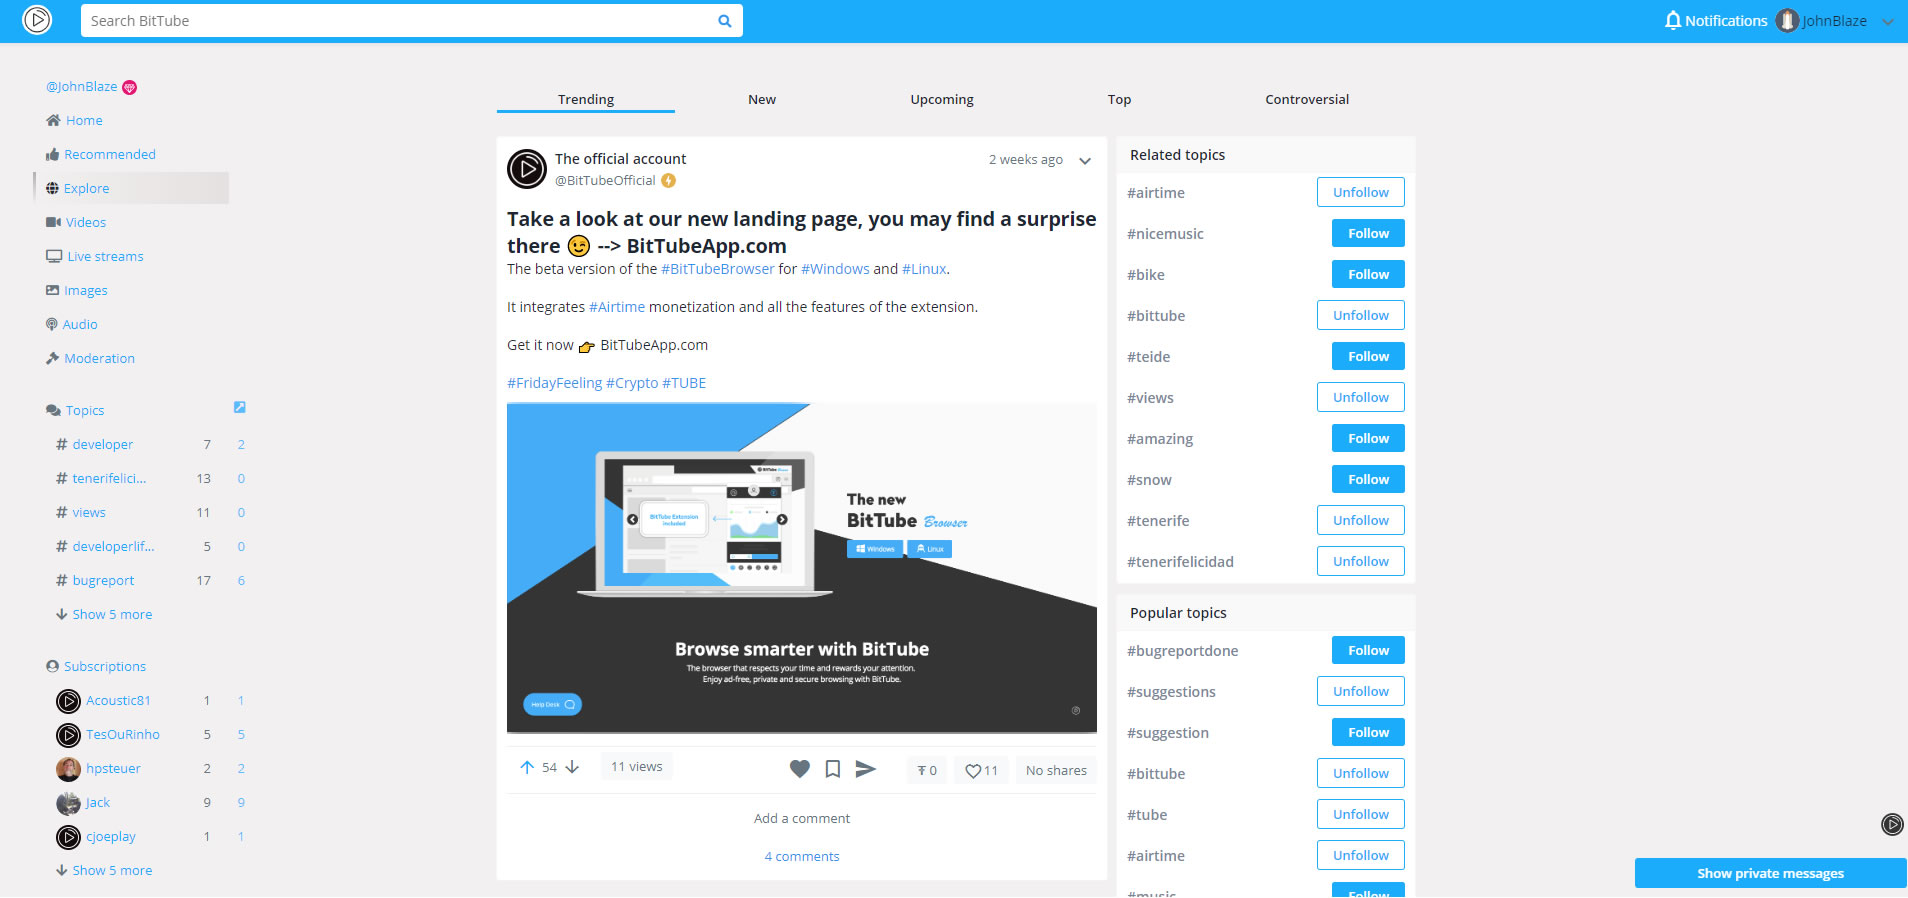 Search BitTube
Notifications
JohnBlaze
@JohnBlaze
Home
Recommended
Explore
Videos
Live streams
Images
Audio
Moderation
Topics
# developer 7 2
# tenerifelici... 13 0
# views 11 0
# developerlif... 5 0
# bugreport 17 6
Show 5 more
Subscriptions
Acoustic81 1 1
TesOuRinho 5 5
hpsteuer 2 2
Jack 9 9
cjoeplay 1 1
Show 5 more
Trending New Upcoming Top Controversial
The official account
@BitTubeOfficial
2 weeks ago
Take a look at our new landing page, you may find a surprise
there 😉 --> BitTubeApp.com
The beta version of the #BitTubeBrowser for #Windows and #Linux.
It integrates #Airtime monetization and all the features of the extension.
Get it now 👉 BitTubeApp.com
#FridayFeeling #Crypto #TUBE
BitTube Extension
included
The new
BitTube Browser
Windows Linux
Browse smarter with BitTube
The browser that respects your time and rewards your attention.
Enjoy ad-free, private and secure browsing with BitTube.
Help Desk
54
11 views
₮ 0
11
No shares
Add a comment
4 comments
Related topics
#airtime Unfollow
#nicemusic Follow
#bike Follow
#bittube Unfollow
#teide Follow
#views Unfollow
#amazing Follow
#snow Follow
#tenerife Unfollow
#tenerifelicidad Unfollow
Popular topics
#bugreportdone Follow
#suggestions Unfollow
#suggestion Follow
#bittube Unfollow
#tube Unfollow
#airtime Unfollow
#music Follow
Show private messages